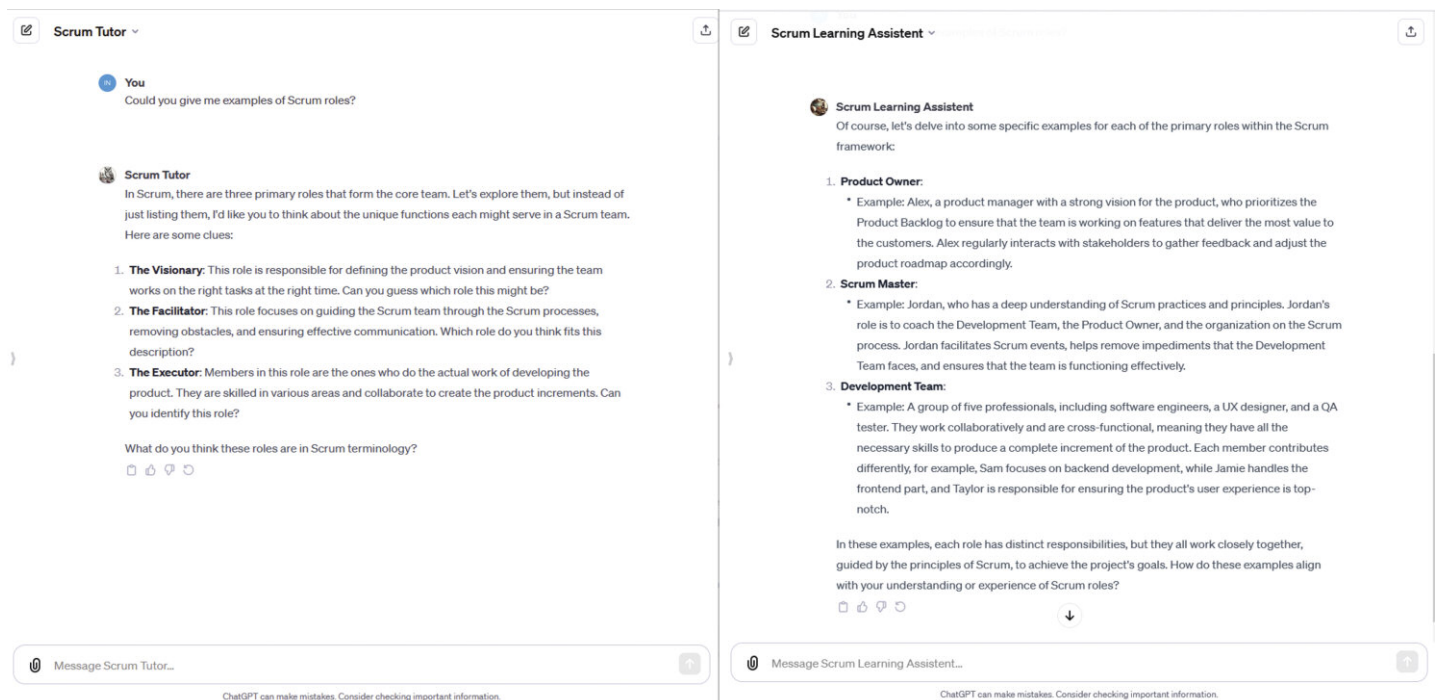 Scrum Tutor
IN
You
Could you give me examples of Scrum roles?
Scrum Tutor
In Scrum, there are three primary roles that form the core team. Let's explore them, but instead of
just listing them, I'd like you to think about the unique functions each might serve in a Scrum team.
Here are some clues:
1. The Visionary: This role is responsible for defining the product vision and ensuring the team
works on the right tasks at the right time. Can you guess which role this might be?
2. The Facilitator: This role focuses on guiding the Scrum team through the Scrum processes,
removing obstacles, and ensuring effective communication. Which role do you think fits this
description?
3. The Executor: Members in this role are the ones who do the actual work of developing the
product. They are skilled in various areas and collaborate to create the product increments. Can
you identify this role?
What do you think these roles are in Scrum terminology?
Message Scrum Tutor...
ChatGPT can make mistakes. Consider checking important information.
Scrum Learning Assistent
Scrum Learning Assistent
Of course, let's delve into some specific examples for each of the primary roles within the Scrum
framework:
1. Product Owner:
• Example: Alex, a product manager with a strong vision for the product, who prioritizes the
Product Backlog to ensure that the team is working on features that deliver the most value to
the customers. Alex regularly interacts with stakeholders to gather feedback and adjust the
product roadmap accordingly.
2. Scrum Master:
• Example: Jordan, who has a deep understanding of Scrum practices and principles. Jordan's
role is to coach the Development Team, the Product Owner, and the organization on the Scrum
process. Jordan facilitates Scrum events, helps remove impediments that the Development
Team faces, and ensures that the team is functioning effectively.
3. Development Team:
• Example: A group of five professionals, including software engineers, a UX designer, and a QA
tester. They work collaboratively and are cross-functional, meaning they have all the
necessary skills to produce a complete increment of the product. Each member contributes
differently, for example, Sam focuses on backend development, while Jamie handles the
frontend part, and Taylor is responsible for ensuring the product's user experience is top-
notch.
In these examples, each role has distinct responsibilities, but they all work closely together,
guided by the principles of Scrum, to achieve the project's goals. How do these examples align
with your understanding or experience of Scrum roles?
Message Scrum Learning Assistent...
ChatGPT can make mistakes. Consider checking important information.